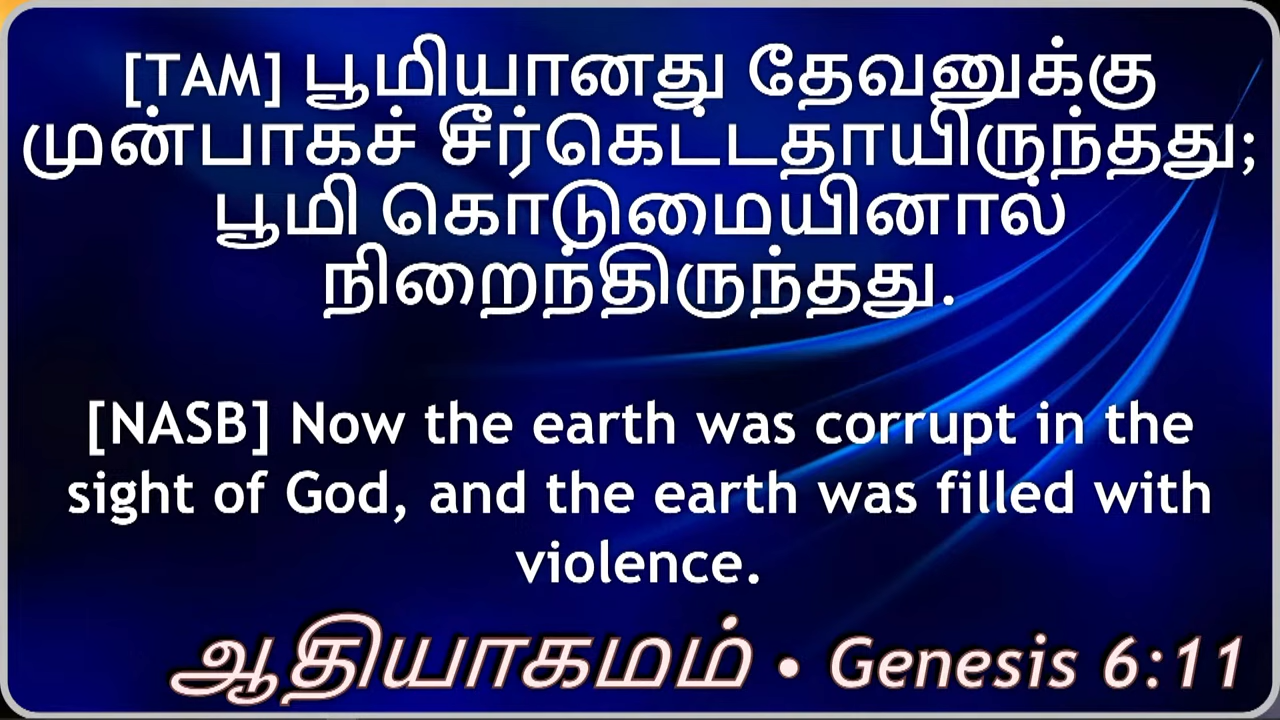 [TAM] பூமியானது தேவனுக்கு
முன்பாகச் சீர்கெட்டதாயிருந்தது;
பூமி கொடுமையினால்
நிறைந்திருந்தது.
[NASB] Now the earth was corrupt in the
sight of God, and the earth was filled with
violence.
ஆதியாகமம் • Genesis 6:11